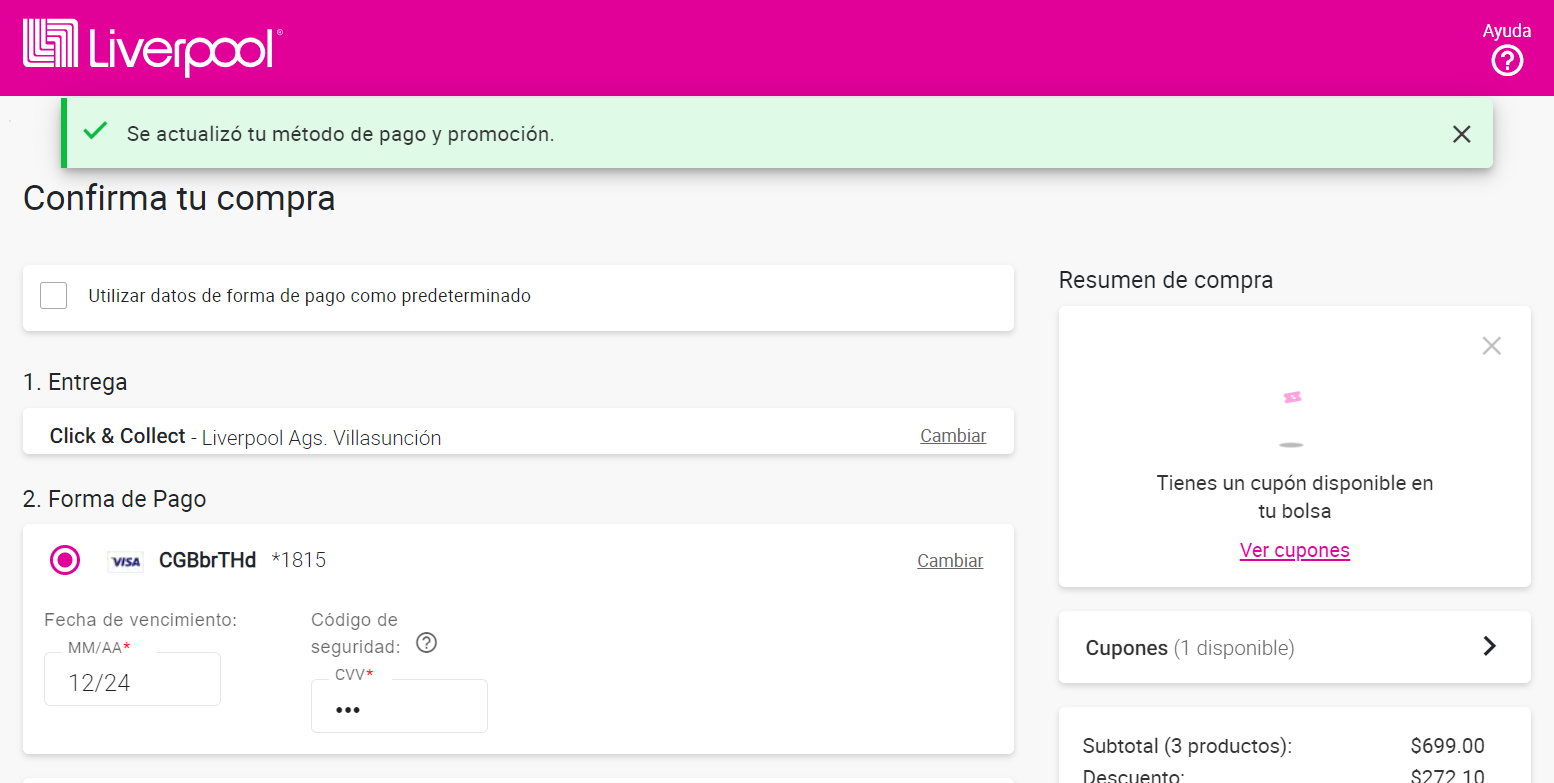 Liverpool®
Ayuda
?
Se actualizó tu método de pago y promoción.
Confirma tu compra
Utilizar datos de forma de pago como predeterminado
1. Entrega
Click & Collect - Liverpool Ags. Villasunción
Cambiar
2. Forma de Pago
VISA CGBbrTHd *1815
Cambiar
Fecha de vencimiento:
MM/AA*
12/24
Código de
seguridad: ?
CVV*
•••
Resumen de compra
Tienes un cupón disponible en
tu bolsa
Ver cupones
Cupones (1 disponible)
Subtotal (3 productos): $699.00
Descuento: $272.10